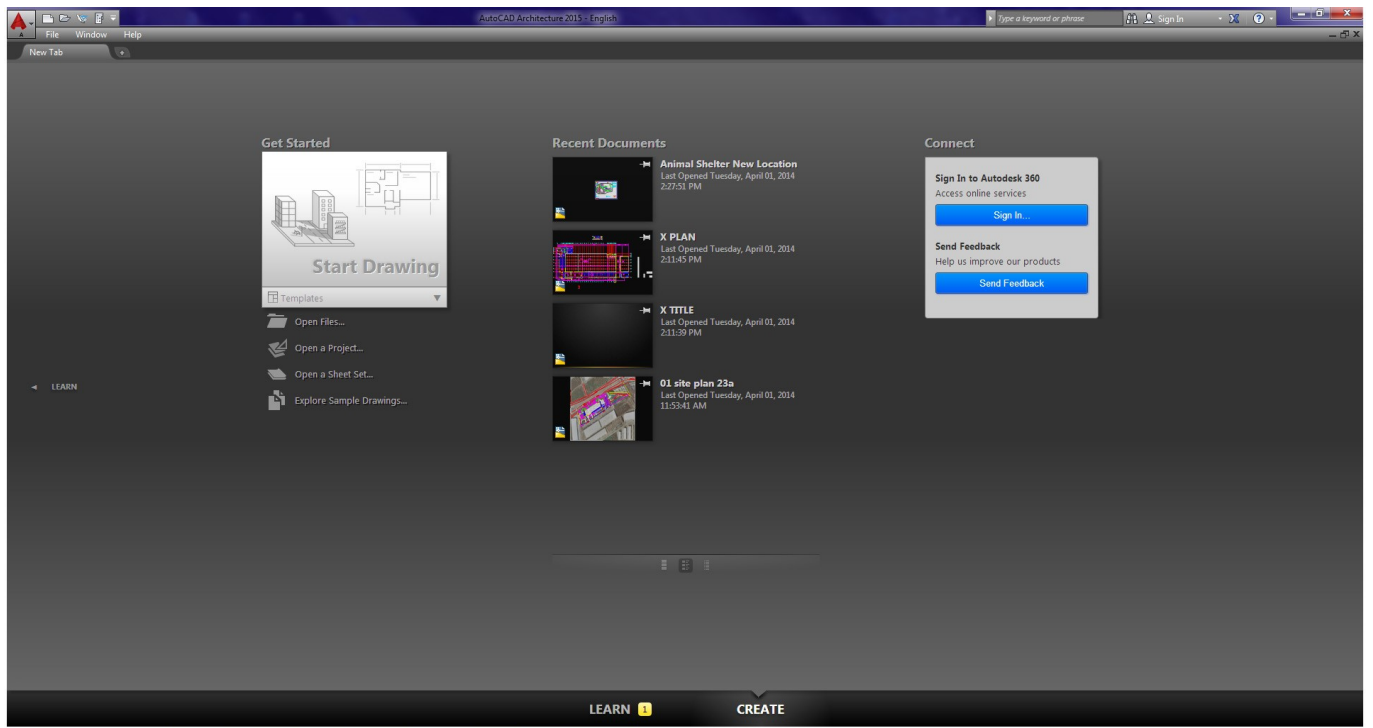 AutoCAD Architecture 2015 - English
Type a keyword or phrase
Sign In
File Window Help
New Tab
Get Started
Start Drawing
Templates
Open Files...
Open a Project...
Open a Sheet Set...
Explore Sample Drawings...
LEARN
Recent Documents
Animal Shelter New Location
Last Opened Tuesday, April 01, 2014
2:27:51 PM
X PLAN
Last Opened Tuesday, April 01, 2014
2:11:45 PM
X TITLE
Last Opened Tuesday, April 01, 2014
2:11:39 PM
01 site plan 23a
Last Opened Tuesday, April 01, 2014
11:53:41 AM
Connect
Sign In to Autodesk 360
Access online services
Sign In...
Send Feedback
Help us improve our products
Send Feedback
LEARN 1 CREATE